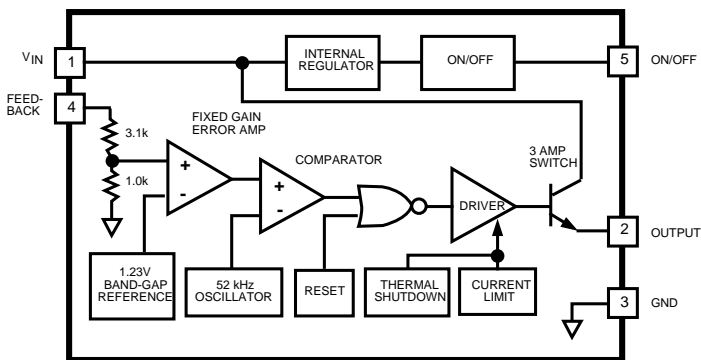 VIN
1
INTERNAL
REGULATOR
ON/OFF
5
ON/OFF
FEED-
BACK
4
FIXED GAIN
ERROR AMP
3.1k
COMPARATOR
3 AMP
SWITCH
+
-
1.0k
+
-
DRIVER
2
OUTPUT
1.23V
BAND-GAP
REFERENCE
52 kHz
OSCILLATOR
RESET
THERMAL
SHUTDOWN
CURRENT
LIMIT
3
GND